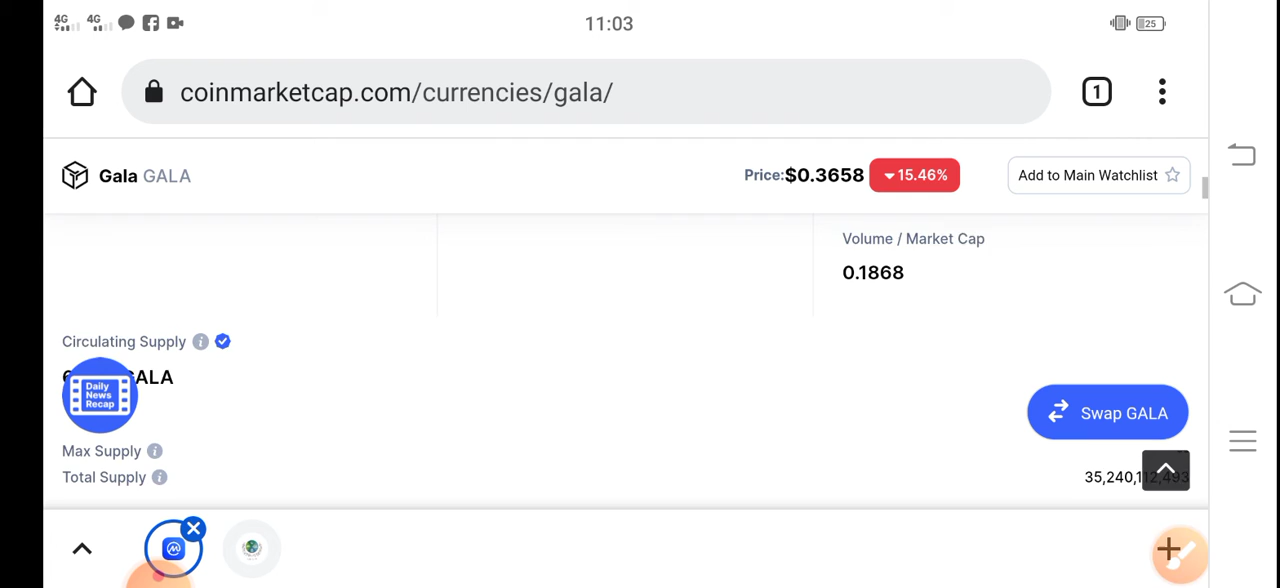 4G 4G 11:03 25
coinmarketcap.com/currencies/gala/ 1
Gala GALA Price:$0.3658 15.46% Add to Main Watchlist
Volume / Market Cap
0.1868
Circulating Supply
Daily
News
Recap
Swap GALA
Max Supply
Total Supply 35,240,112,493